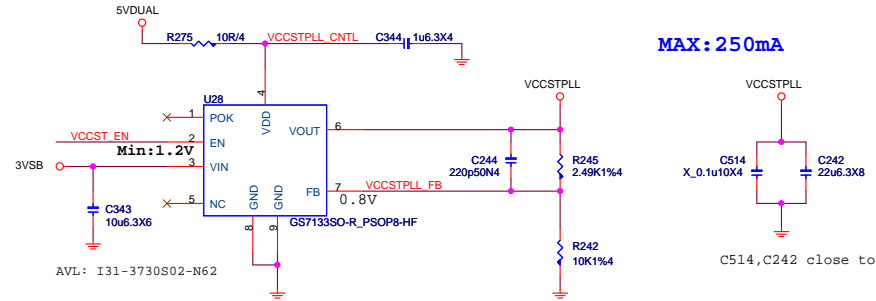 5VDUAL
R275 10R/4 VCCSTPLL_CNTL C344 1u6.3X4
MAX:250mA
VCCSTPLL VCCSTPLL
U28
4
1 POK VDD VOUT 6
VCCST_EN 2 EN
Min:1.2V
3VSB 3 VIN
C244
220p50N4
R245
2.49K1%4
C514
X_0.1u10X4
C242
22u6.3X8
FB 7 VCCSTPLL_FB
0.8V
5 NC GND GND
C343
10u6.3X6
8 9
GS7133SO-R_PSOP8-HF
R242
10K1%4
AVL: I31-3730S02-N62
C514,C242 close to